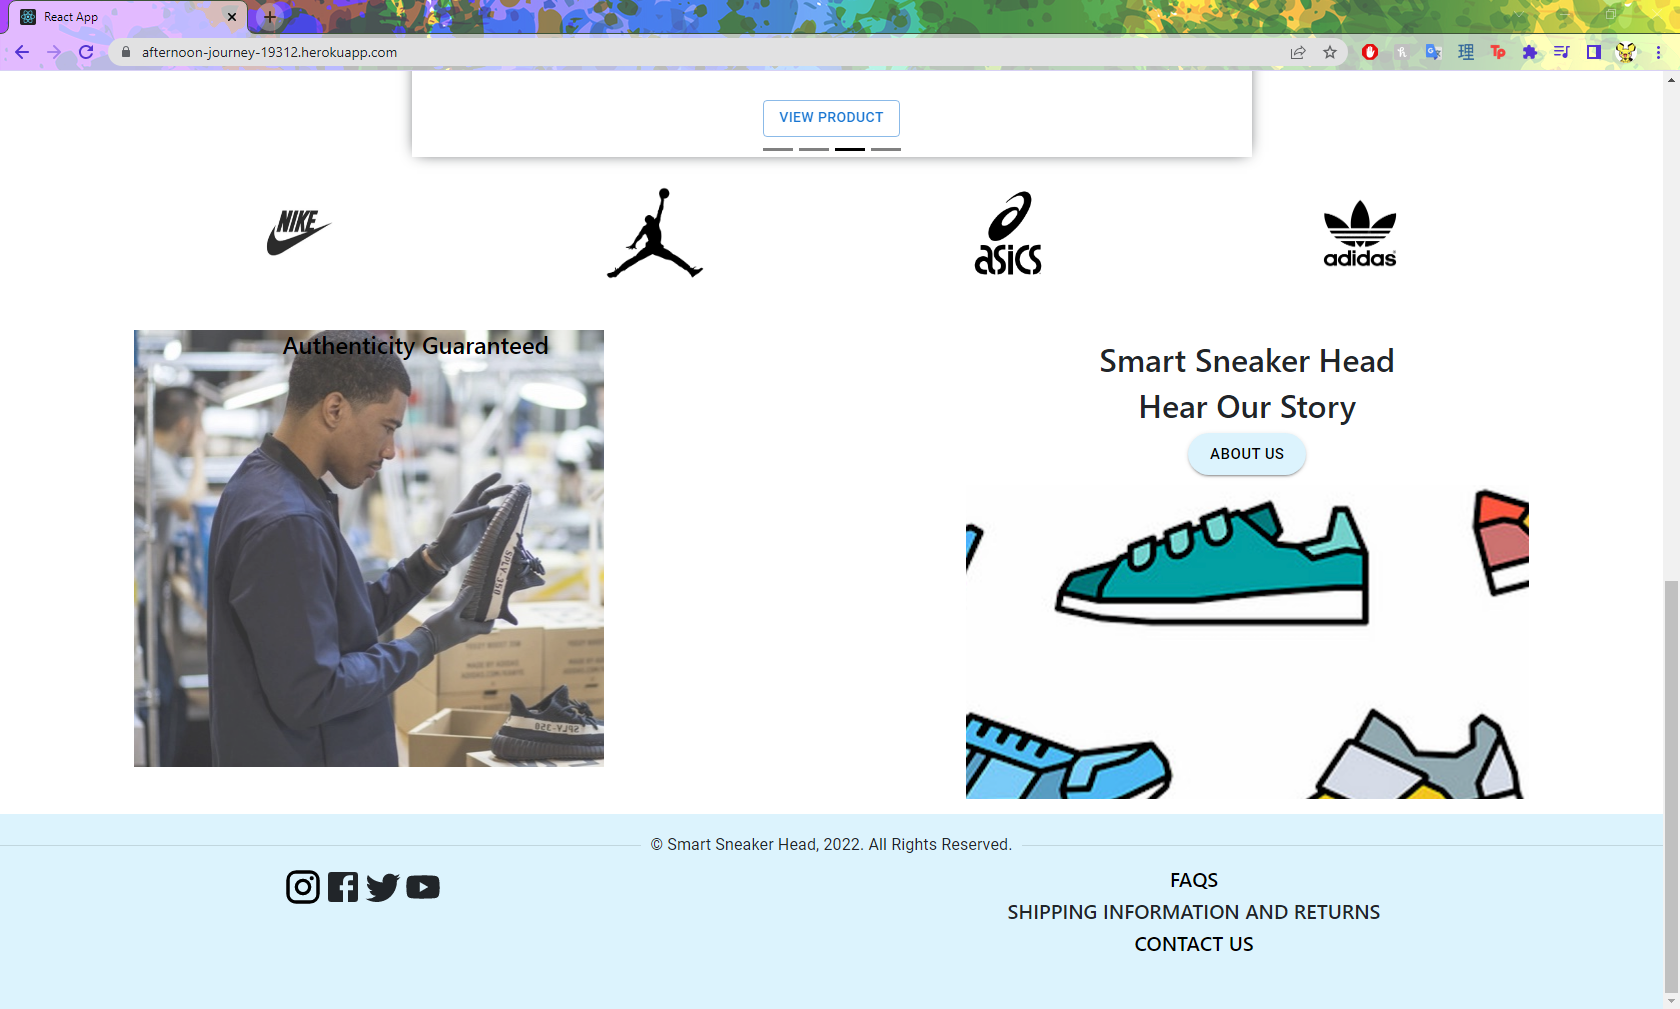 React App
afternoon-journey-19312.herokuapp.com
VIEW PRODUCT
NIKE
asics
adidas
Authenticity Guaranteed
SPLY-350
SPLY-350
Smart Sneaker Head
Hear Our Story
ABOUT US
© Smart Sneaker Head, 2022. All Rights Reserved.
FAQS
SHIPPING INFORMATION AND RETURNS
CONTACT US